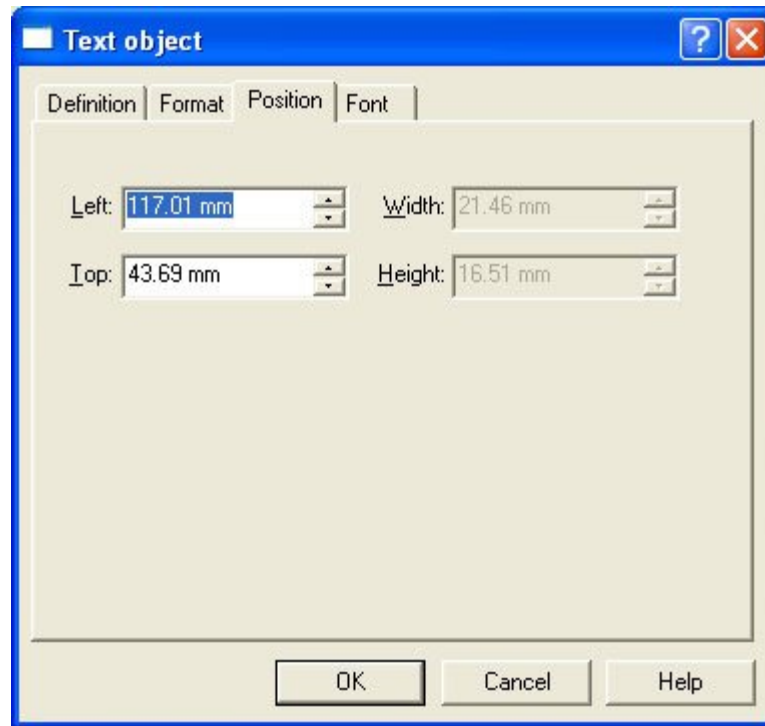 Text object
Definition Format Position Font
Left: 117.01 mm Width: 21.46 mm
Top: 43.69 mm Height: 16.51 mm
OK Cancel Help